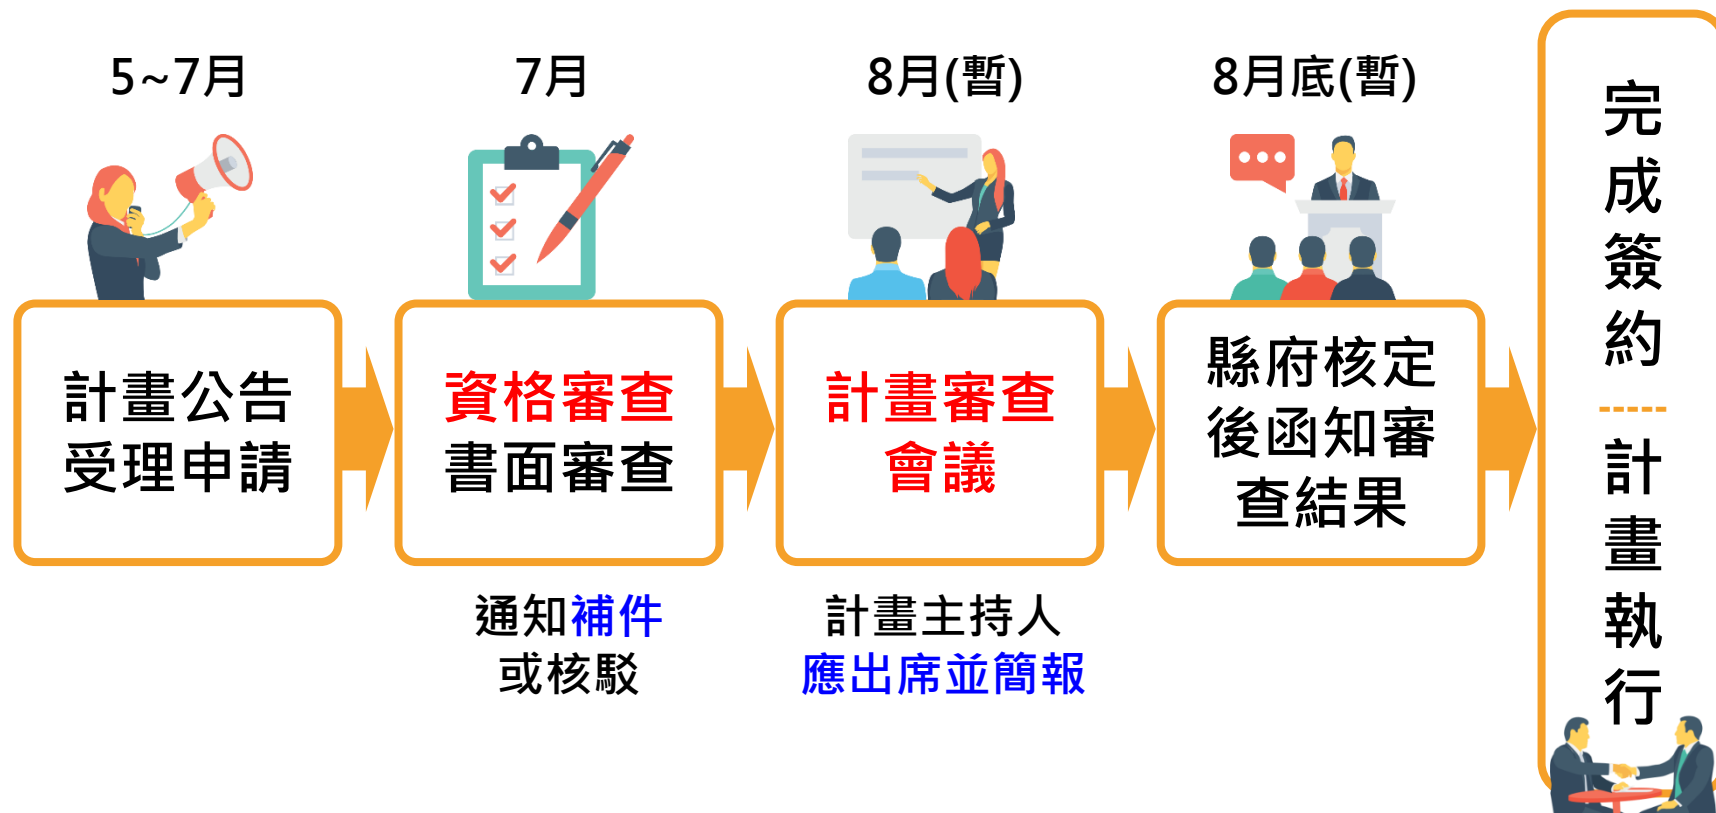 5~7月
計畫公告
受理申請
7月
資格審查
書面審查
通知補件
或核駁
8月(暫)
計畫審查
會議
計畫主持人
應出席並簡報
8月底(暫)
縣府核定
後函知審
查結果
完成簽約
計畫執行